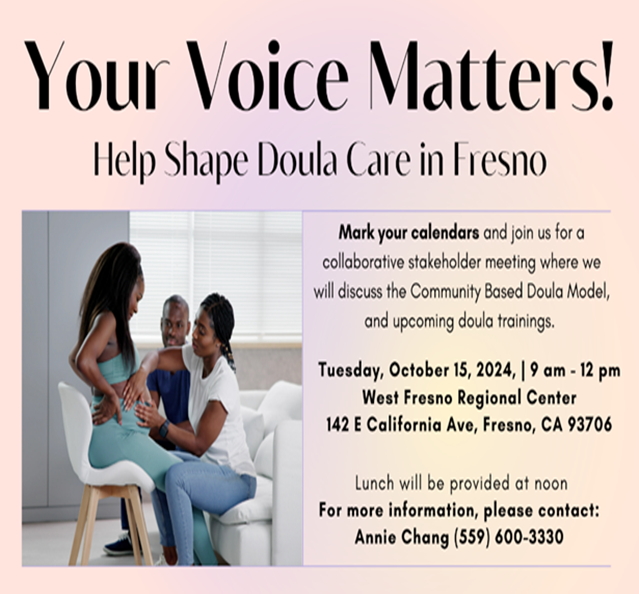 Your Voice Matters!
Help Shape Doula Care in Fresno
Mark your calendars and join us for a
collaborative stakeholder meeting where we
will discuss the Community Based Doula Model,
and upcoming doula trainings.
Tuesday, October 15, 2024, | 9 am - 12 pm
West Fresno Regional Center
142 E California Ave, Fresno, CA 93706
Lunch will be provided at noon
For more information, please contact:
Annie Chang (559) 600-3330